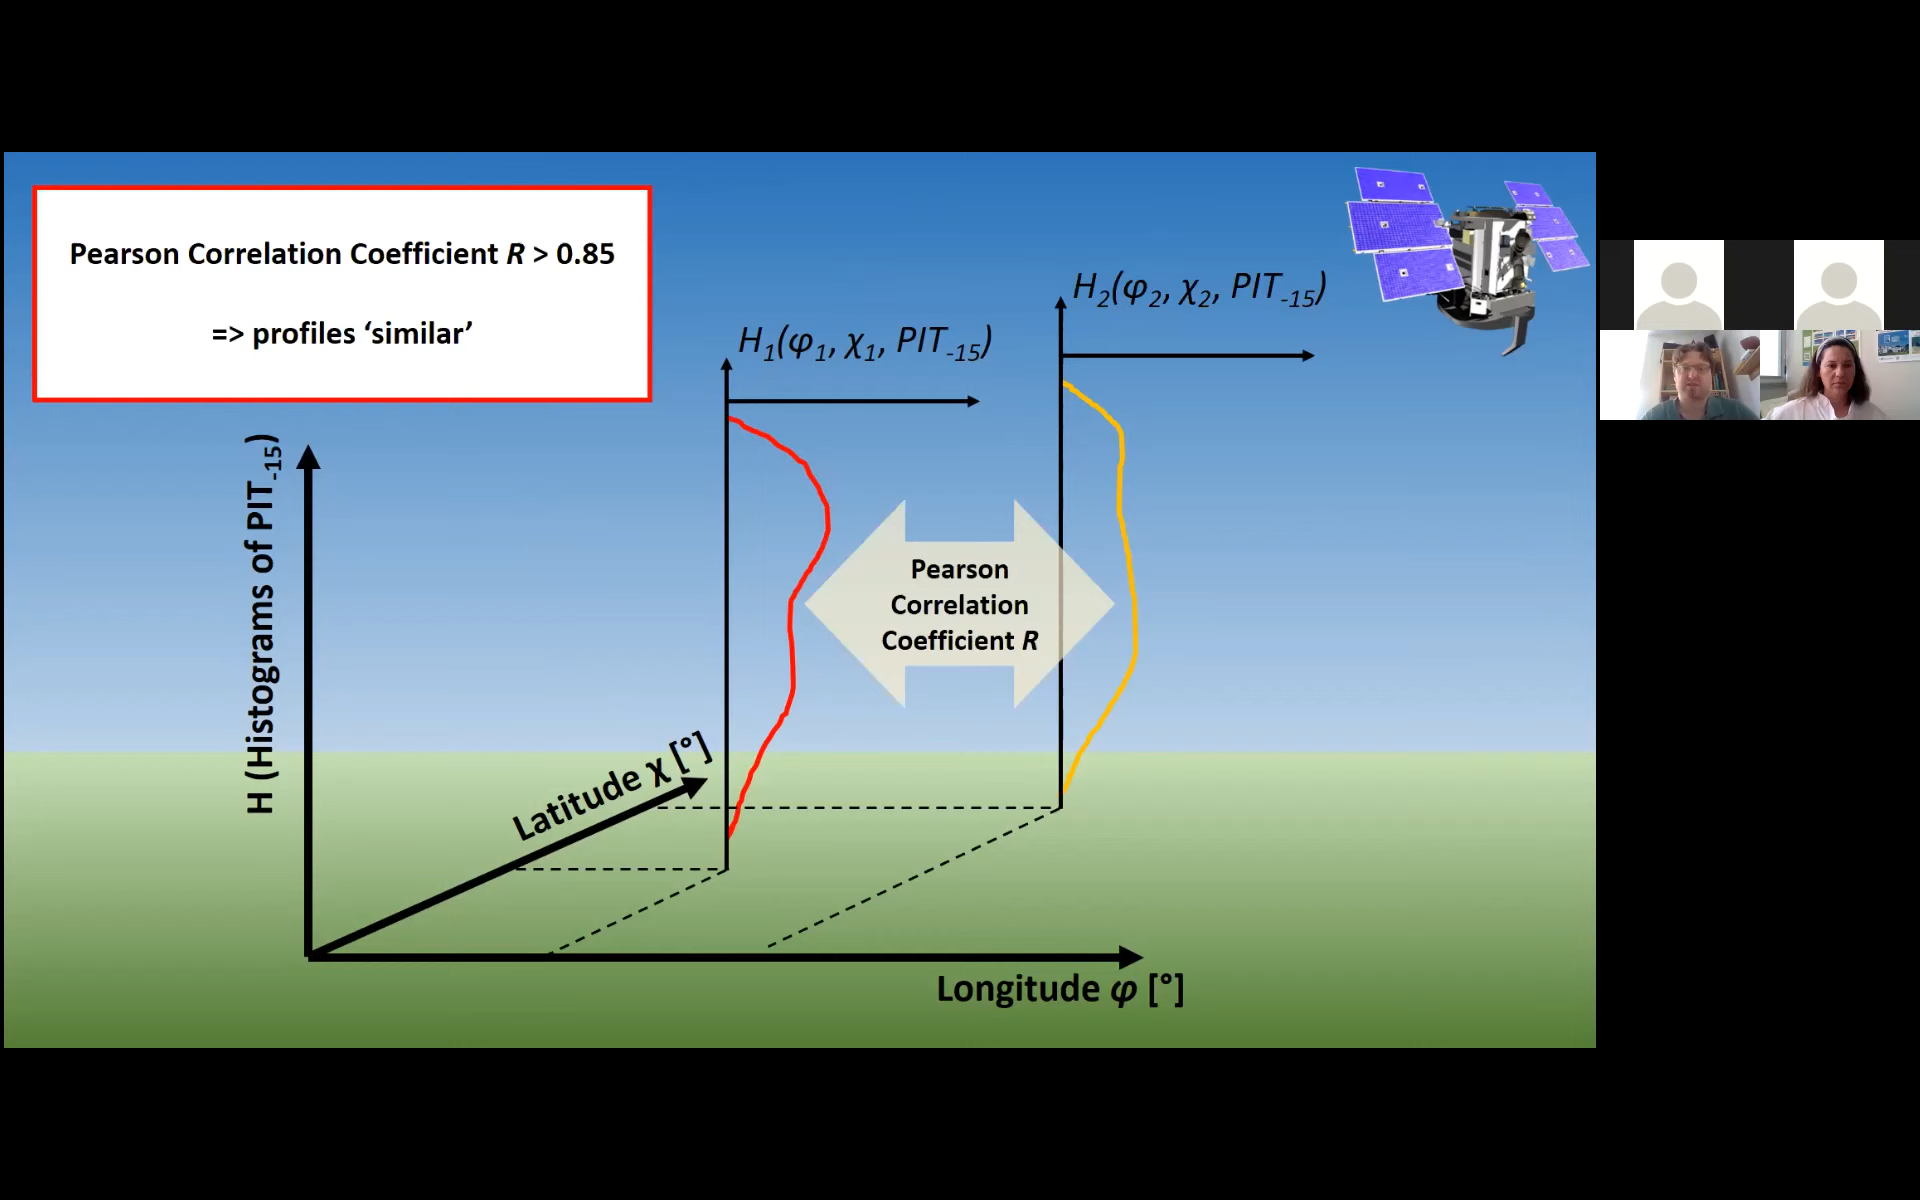 Pearson Correlation Coefficient R > 0.85
=> profiles ‘similar’
H1(φ1, χ1, PIT-15)
H2(φ2, χ2, PIT-15)
H (Histograms of PIT-15)
Pearson
Correlation
Coefficient R
Latitude χ [°]
Longitude φ [°]